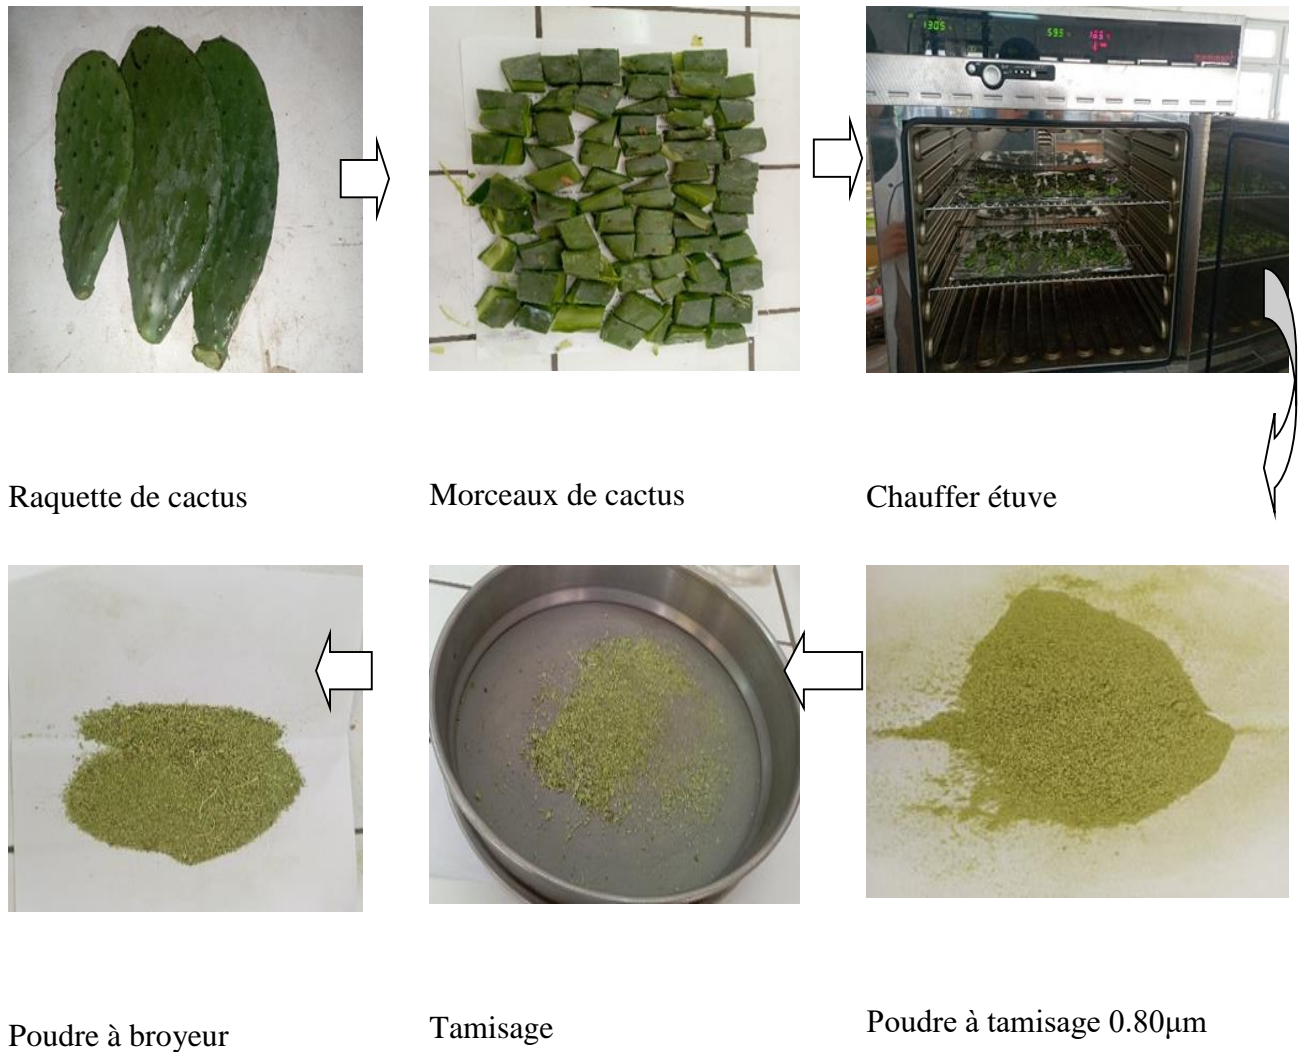 Raquette de cactus
Morceaux de cactus
Chauffer étuve
Poudre à broyeur
Tamisage
Poudre à tamisage 0.80µm